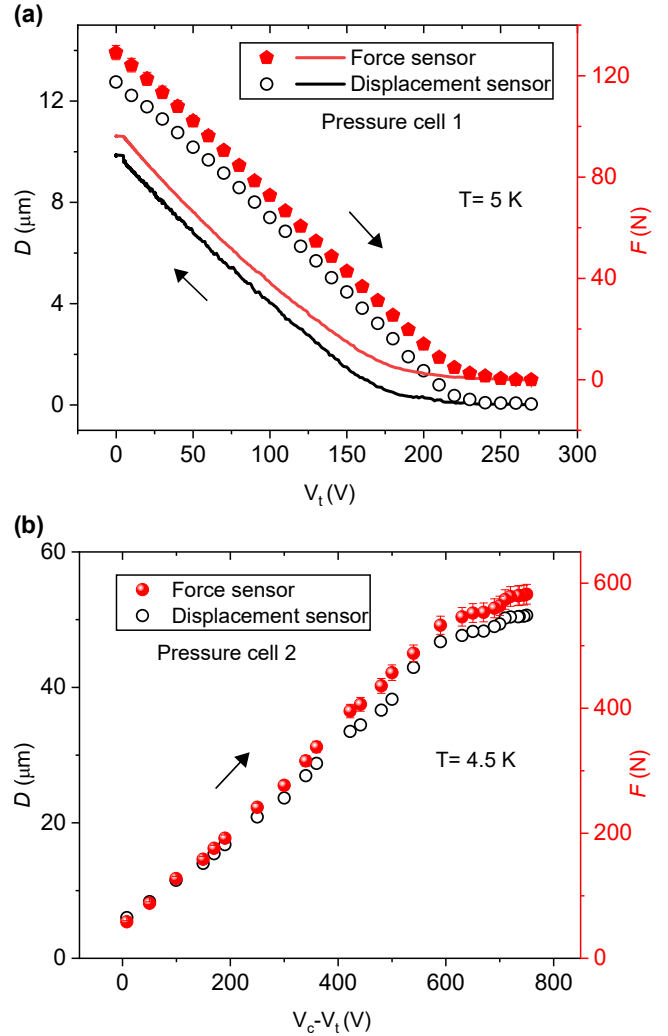 (a)
Force sensor
Displacement sensor
Pressure cell 1
T= 5 K
D (μm)
0
4
8
12
F (N)
0
40
80
120
0 50 100 150 200 250 300
Vt (V)
(b)
Force sensor
Displacement sensor
Pressure cell 2
T= 4.5 K
D (μm)
0
20
40
60
F (N)
0
200
400
600
0 200 400 600 800
Vc-Vt (V)